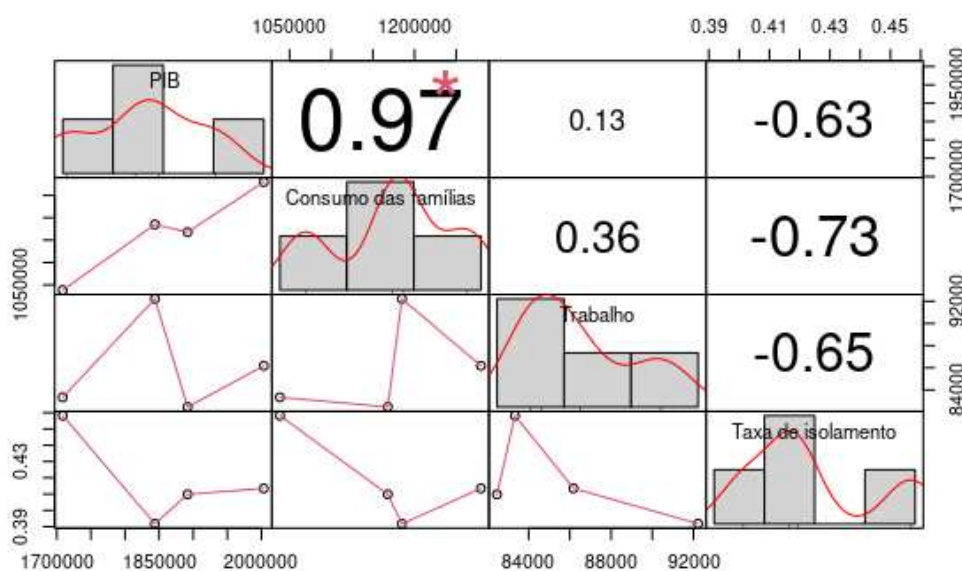 1050000 1200000 0.39 0.41 0.43 0.45
PIB
0.97
*
0.13
-0.63
1700000 1950000
Consumo das famílias
0.36
-0.73
1050000
Trabalho
-0.65
84000 92000
Taxa de isolamento
0.39 0.43
1700000 1850000 2000000 84000 88000 92000